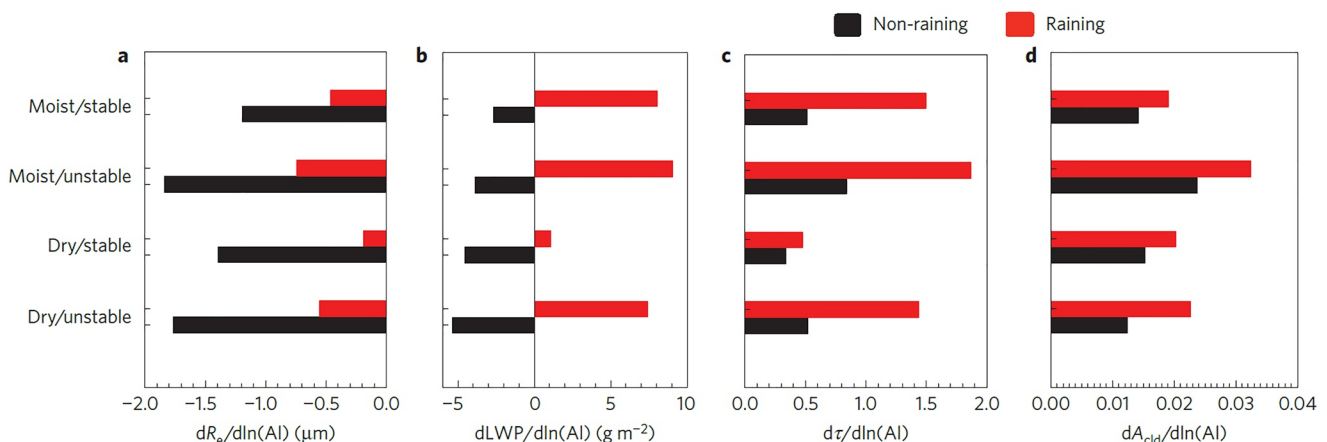 Non-raining Raining
a b c d
Moist/stable
Moist/unstable
Dry/stable
Dry/unstable
−2.0 −1.5 −1.0 −0.5 0.0 −5 0 5 10 0.0 0.5 1.0 1.5 2.0 0.00 0.01 0.02 0.03 0.04
dRe/dln(AI) (μm) dLWP/dln(AI) (g m−2) dτ/dln(AI) dAcld/dln(AI)